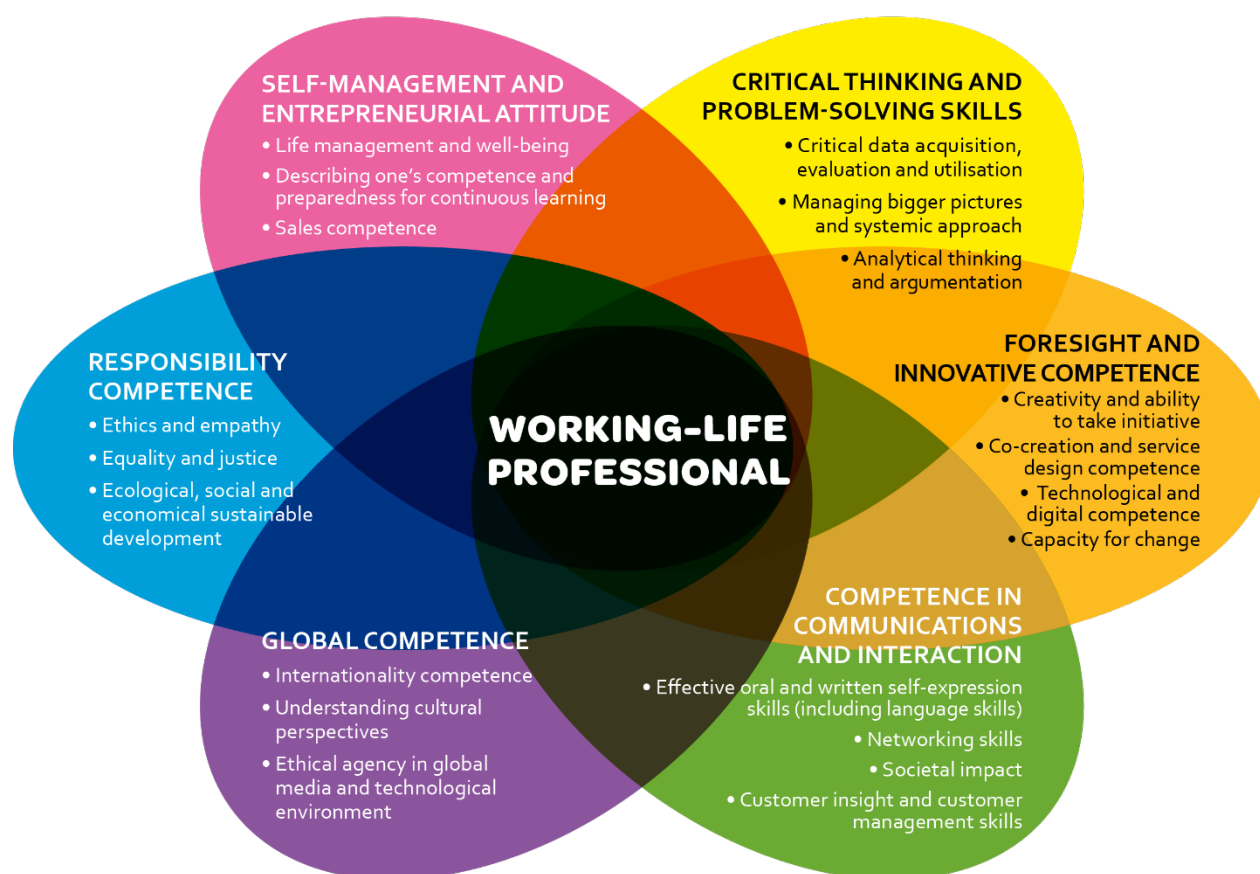 SELF-MANAGEMENT AND
ENTREPRENEURIAL ATTITUDE
• Life management and well-being
• Describing one's competence and
preparedness for continuous learning
• Sales competence
CRITICAL THINKING AND
PROBLEM-SOLVING SKILLS
• Critical data acquisition,
evaluation and utilisation
• Managing bigger pictures
and systemic approach
• Analytical thinking
and argumentation
RESPONSIBILITY
COMPETENCE
• Ethics and empathy
• Equality and justice
• Ecological, social and
economical sustainable
development
WORKING-LIFE
PROFESSIONAL
FORESIGHT AND
INNOVATIVE COMPETENCE
• Creativity and ability
to take initiative
• Co-creation and service
design competence
• Technological and
digital competence
• Capacity for change
GLOBAL COMPETENCE
• Internationality competence
• Understanding cultural
perspectives
• Ethical agency in global
media and technological
environment
COMPETENCE IN
COMMUNICATIONS
AND INTERACTION
• Effective oral and written self-expression
skills (including language skills)
• Networking skills
• Societal impact
• Customer insight and customer
management skills